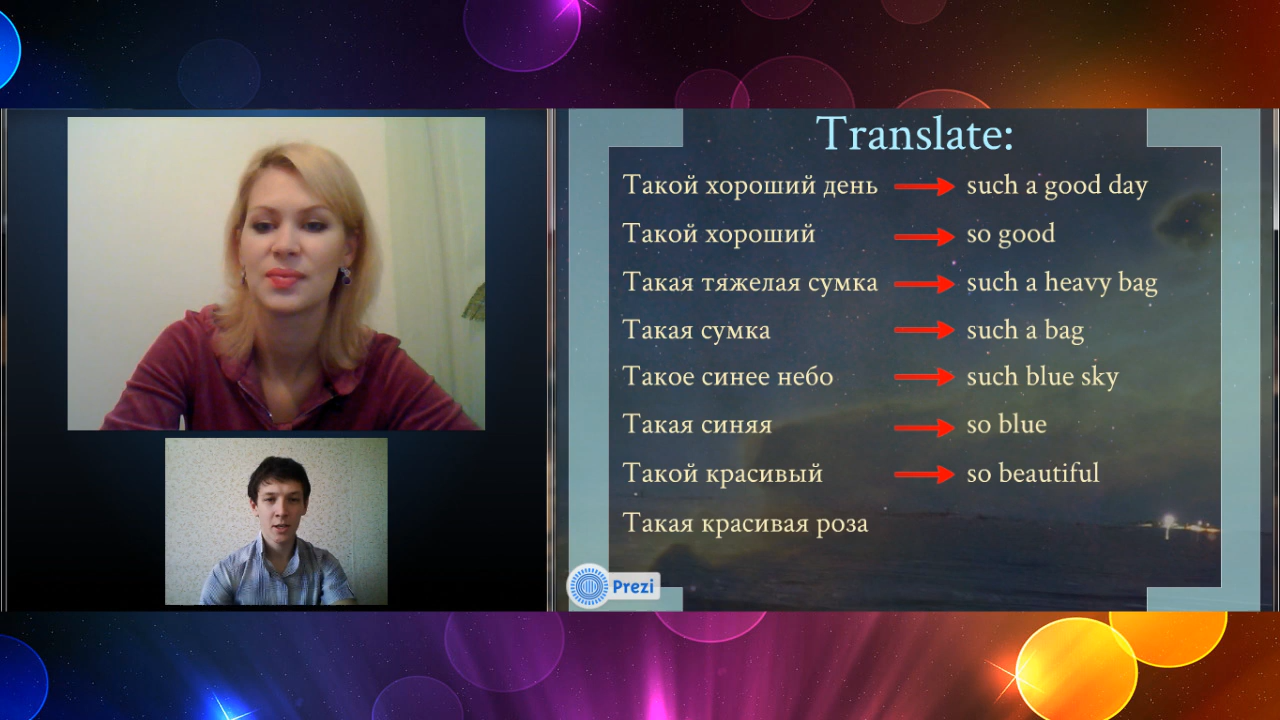 Translate:
Такой хороший день such a good day
Такой хороший so good
Такая тяжелая сумка such a heavy bag
Такая сумка such a bag
Такое синее небо such blue sky
Такая синяя so blue
Такой красивый so beautiful
Такая красивая роза
Prezi